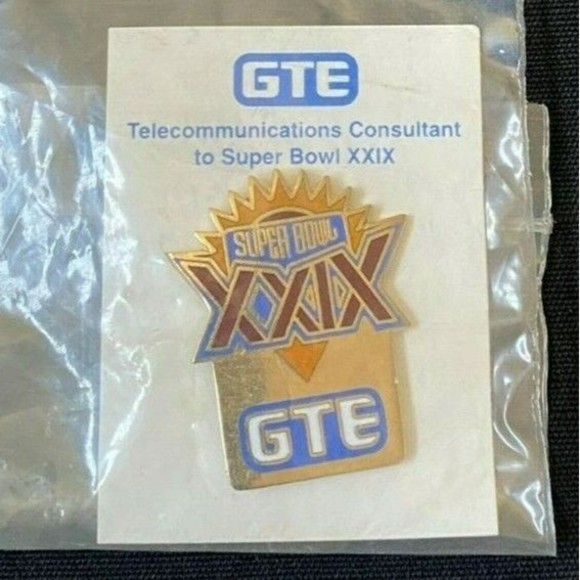 GTE
Telecommunications Consultant
to Super Bowl XXIX
SUPER BOWL
XXIX
GTE